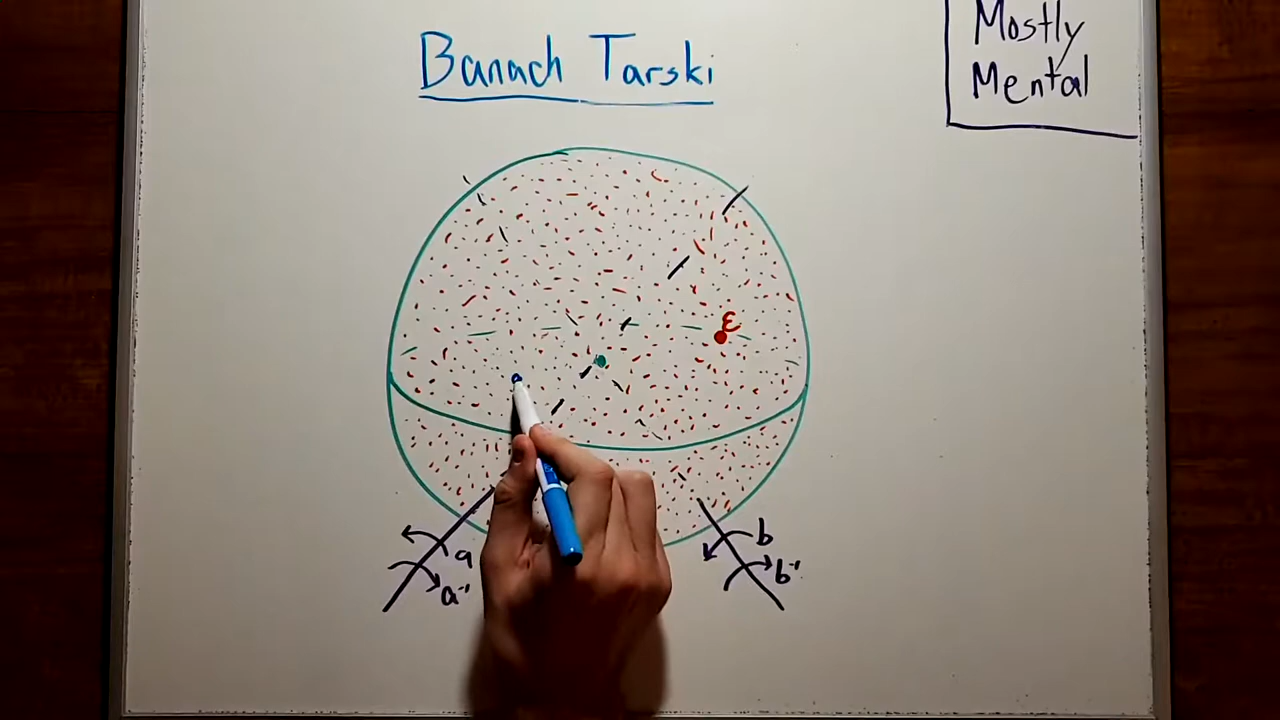 Banach Tarski
Mostly
Mental
ε
a
a⁻¹
b
b⁻¹